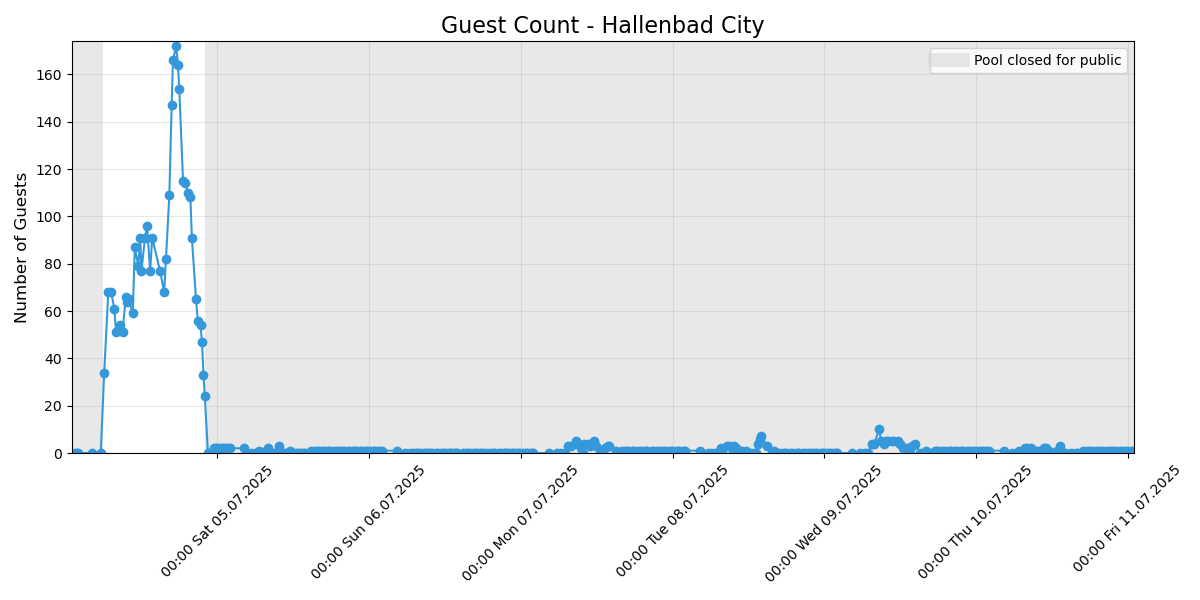 Guest Count - Hallenbad City
Pool closed for public
Number of Guests
160
140
120
100
80
60
40
20
0
00:00 Sat 05.07.2025
00:00 Sun 06.07.2025
00:00 Mon 07.07.2025
00:00 Tue 08.07.2025
00:00 Wed 09.07.2025
00:00 Thu 10.07.2025
00:00 Fri 11.07.2025